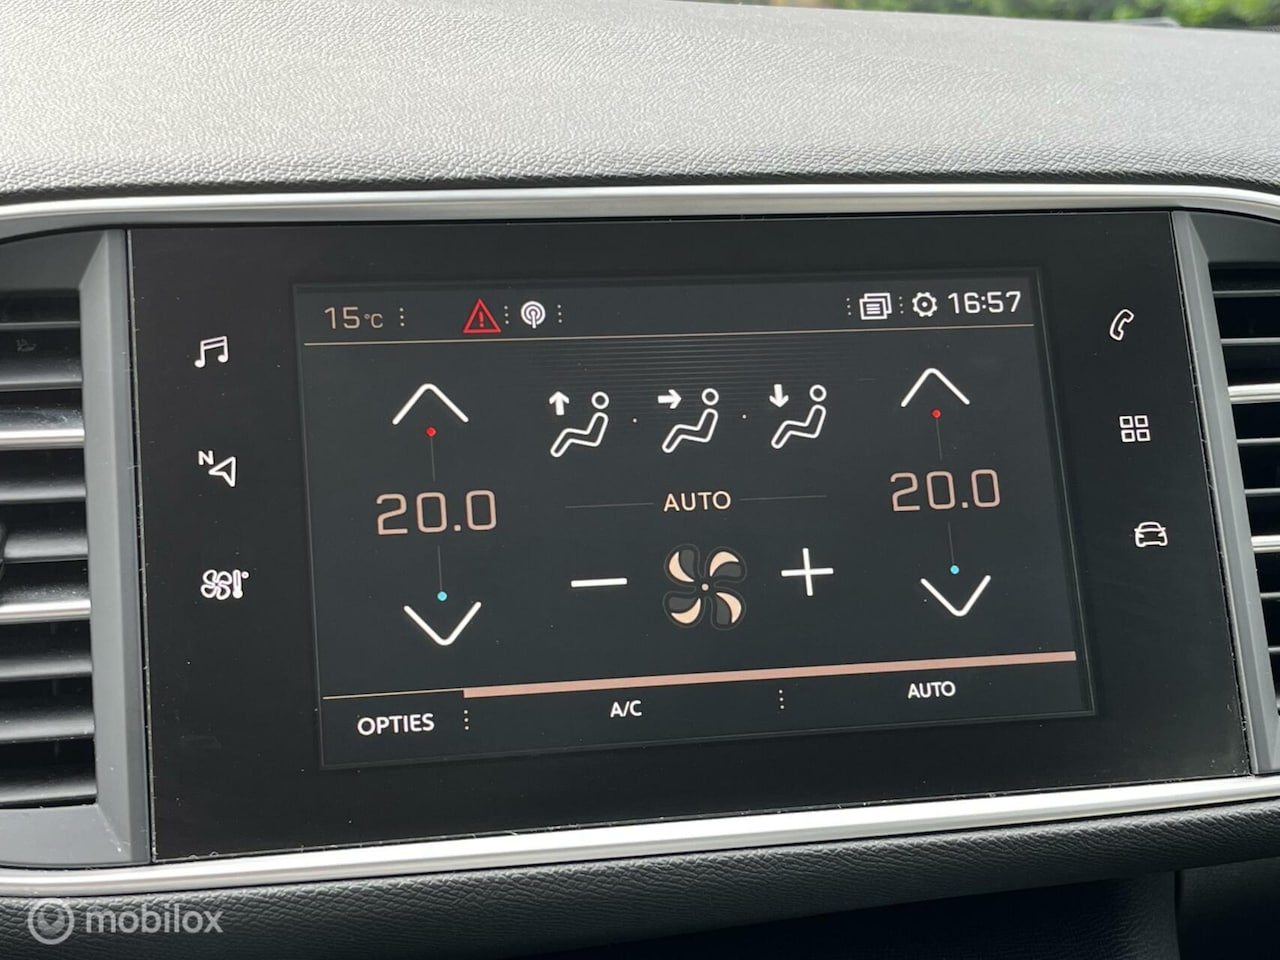 15°C
16:57
N
20.0
AUTO
20.0
OPTIES
A/C
AUTO
mobilox